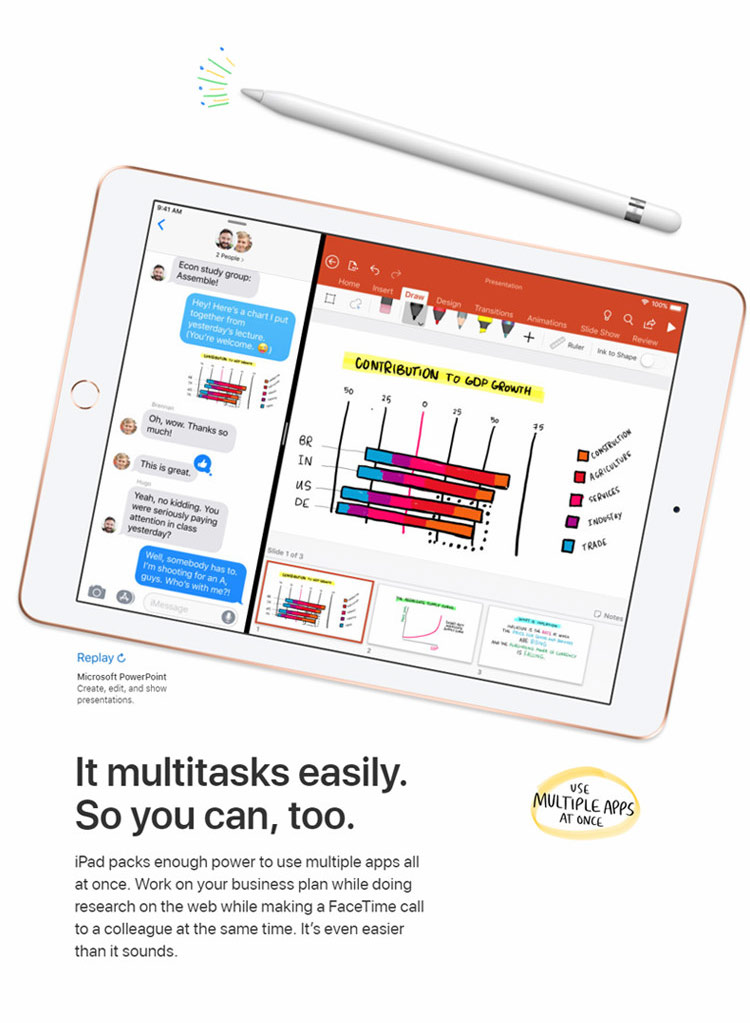 9:41 AM
2 People >
Econ study group:
Assemble!
Hey! Here's a chart I put
together from
yesterday's lecture.
(You're welcome. 😄)
CONTRIBUTION TO GDP GROWTH
Brennan
Oh, wow. Thanks so
much!
This is great.
Hugo
Yeah, no kidding. You
were seriously paying
attention in class
yesterday?
Well, somebody has to.
I'm shooting for an A,
guys. Who's with me?!
iMessage
Presentation
100%
Home Insert Draw Design Transitions Animations Slide Show Review
Ruler
Ink to Shape
CONTRIBUTION TO GDP GROWTH
50 25 0 25 50 75
BR
IN
US
DE
CONSTRUCTION
AGRICULTURE
SERVICES
INDUSTRY
TRADE
Slide 1 of 3
Notes
CONTRIBUTION TO GDP GROWTH
1
2
3
Replay
Microsoft PowerPoint
Create, edit, and show
presentations.
It multitasks easily.
So you can, too.
USE
MULTIPLE APPS
AT ONCE
iPad packs enough power to use multiple apps all
at once. Work on your business plan while doing
research on the web while making a FaceTime call
to a colleague at the same time. It's even easier
than it sounds.